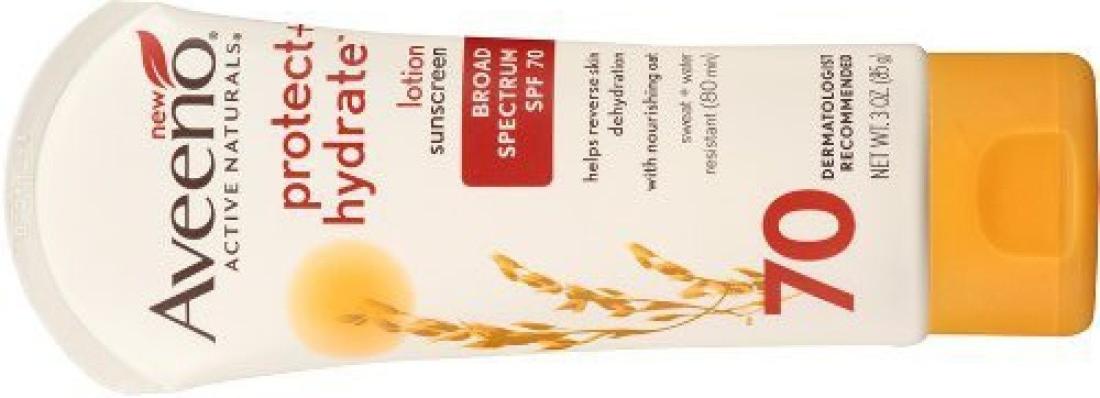 new
Aveeno®
ACTIVE NATURALS®
protect+
hydrate™
lotion
sunscreen
BROAD
SPECTRUM
SPF 70
helps reverse skin
dehydration
with nourishing oat
sweat + water
resistant (80 min)
70
DERMATOLOGIST
RECOMMENDED
NET WT. 3 OZ (85 g)